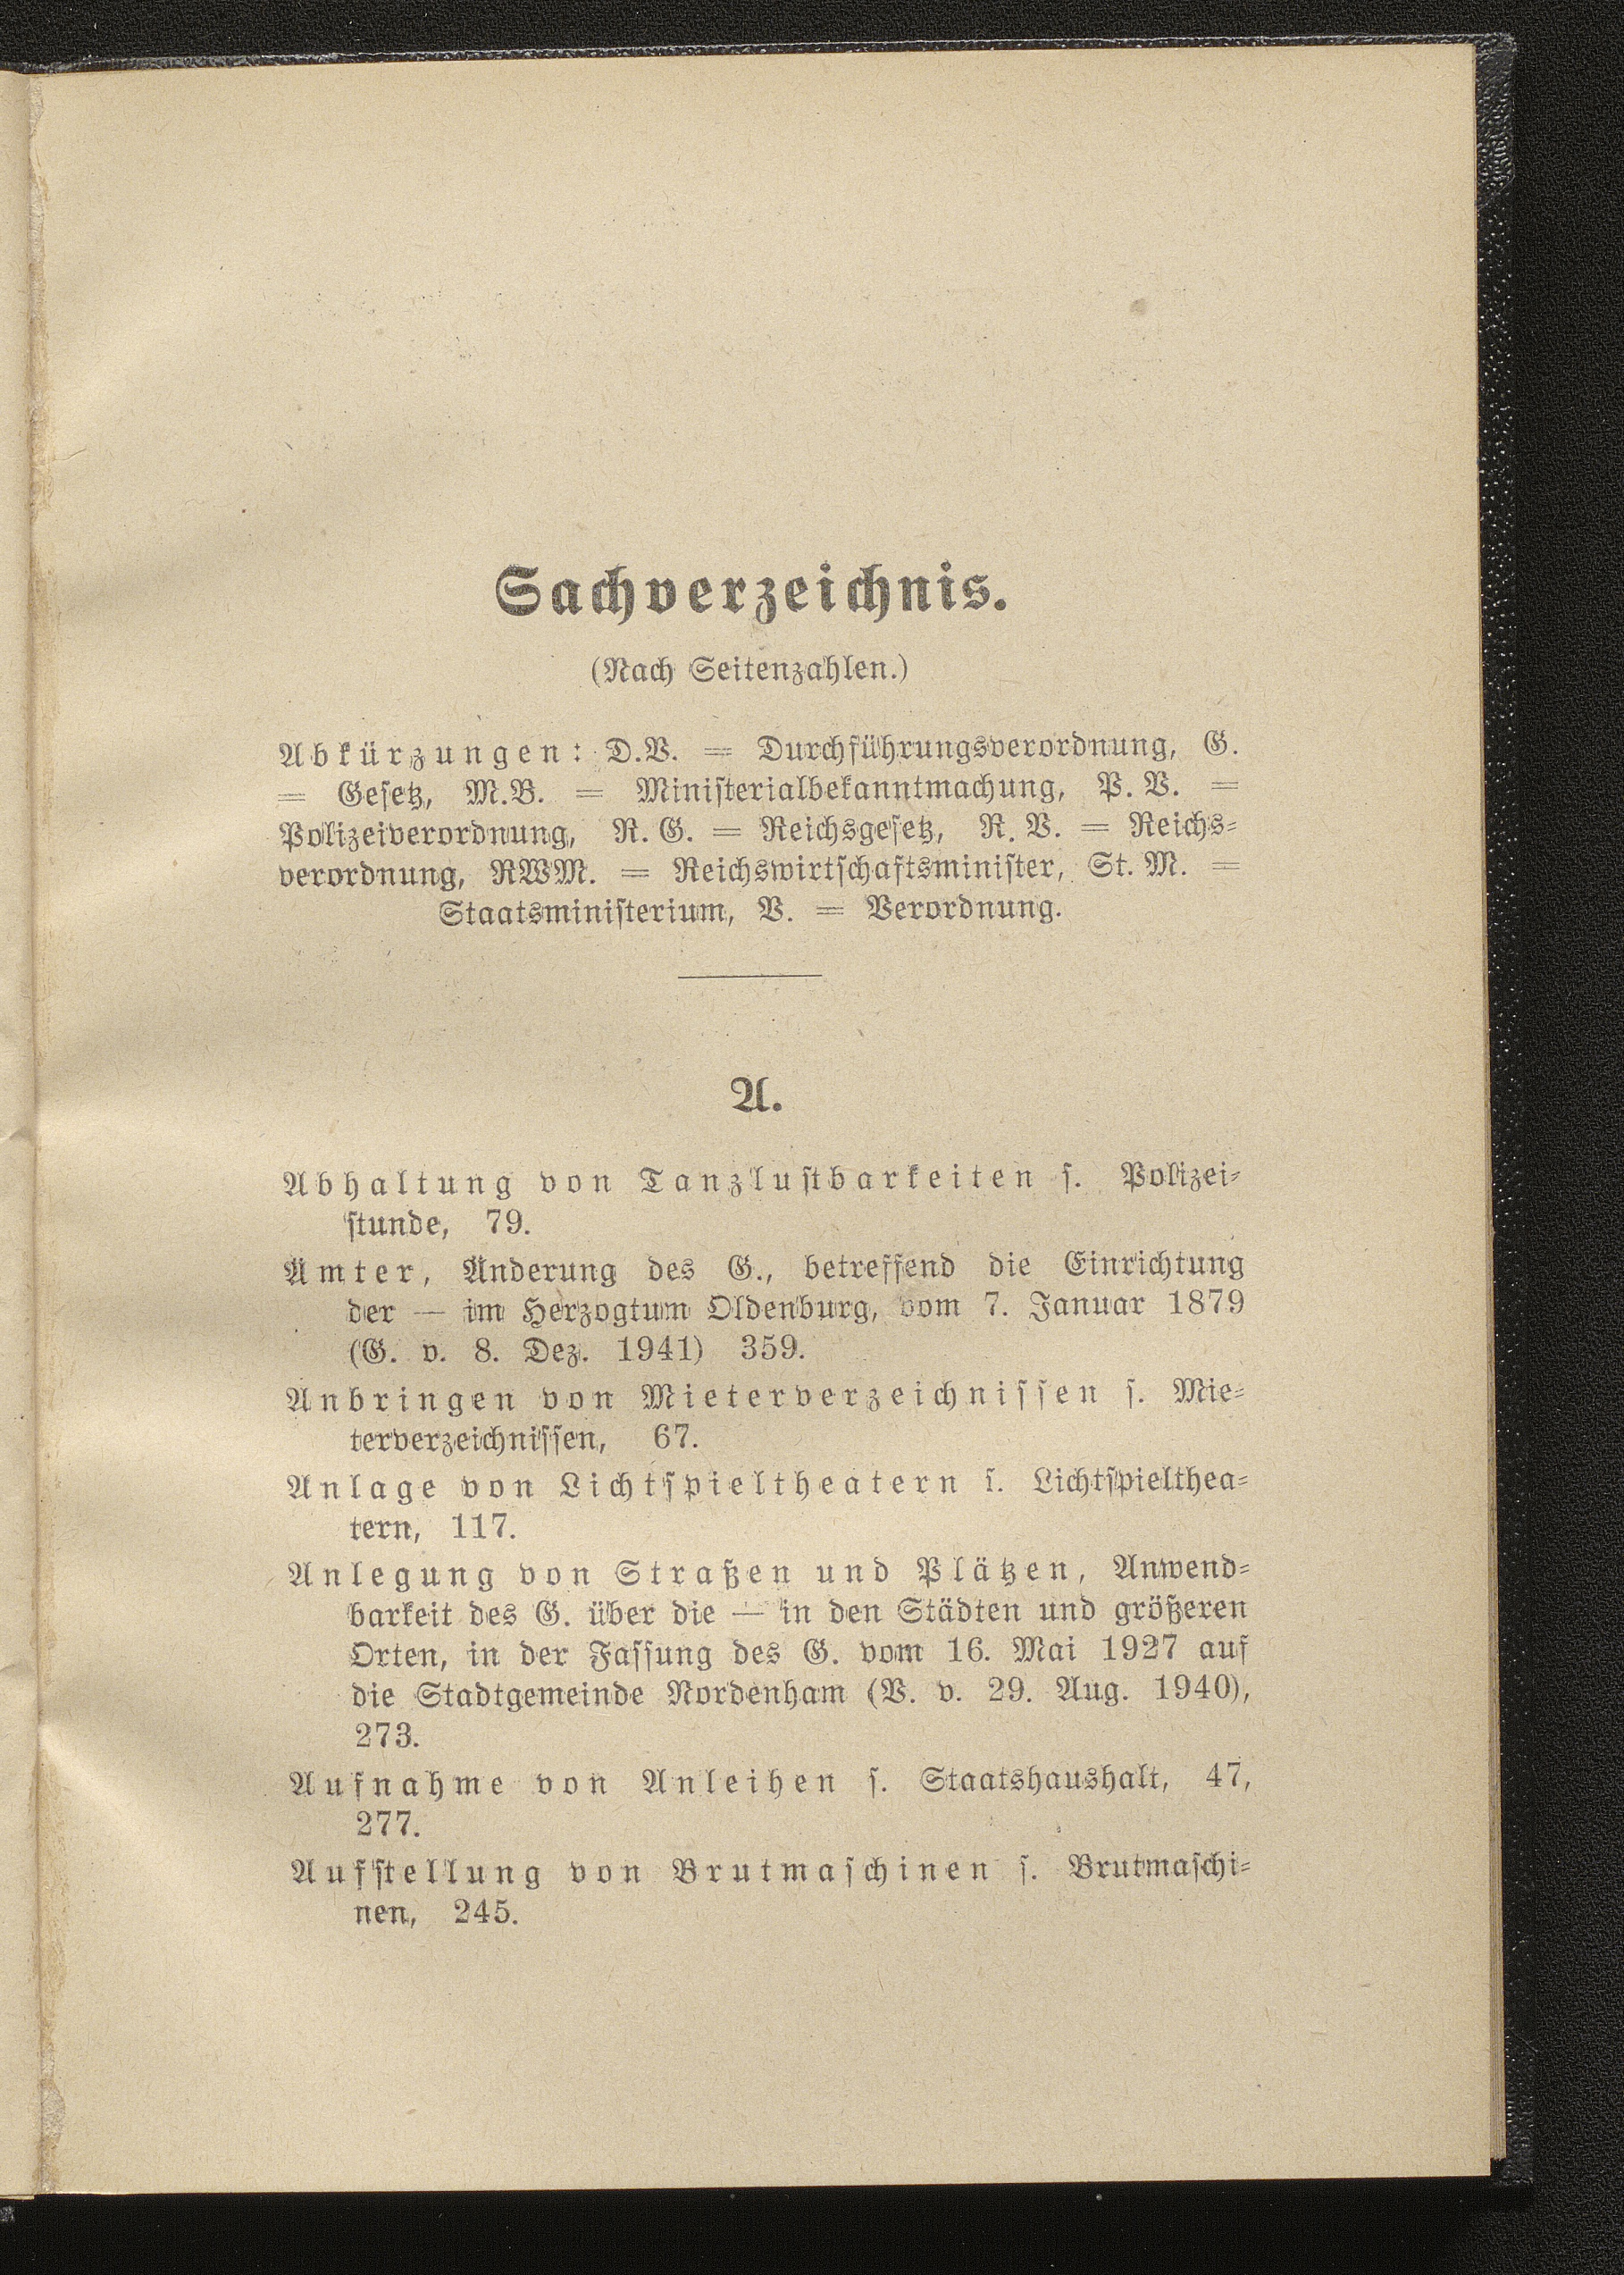 Sachverzeichnis.
(Nach Seitenzahlen.)
Abkürzungen: D.V. = Durchführungsverordnung, G.
= Gesetz, M.B. = Ministerialbekanntmachung, P. V. =
Polizeiverordnung, R. G. = Reichsgesetz, R. V. = Reichs-
verordnung, RWM. = Reichswirtschaftsminister, St. M. =
Staatsministerium, V. = Verordnung.
A.
Abhaltung von Tanzlustbarkeiten s. Polizei-
stunde, 79.
Ämter, Änderung des G., betreffend die Einrichtung
der — im Herzogtum Oldenburg, vom 7. Januar 1879
(G. v. 8. Dez. 1941) 359.
Anbringen von Mieterverzeichnissen s. Mie-
terverzeichnissen, 67.
Anlage von Lichtspieltheatern s. Lichtspielthea-
tern, 117.
Anlegung von Straßen und Plätzen, Anwend-
barkeit des G. über die — in den Städten und größeren
Orten, in der Fassung des G. vom 16. Mai 1927 auf
die Stadtgemeinde Nordenham (V. v. 29. Aug. 1940),
273.
Aufnahme von Anleihen s. Staatshaushalt, 47,
277.
Aufstellung von Brutmaschinen s. Brutmaschi-
nen, 245.